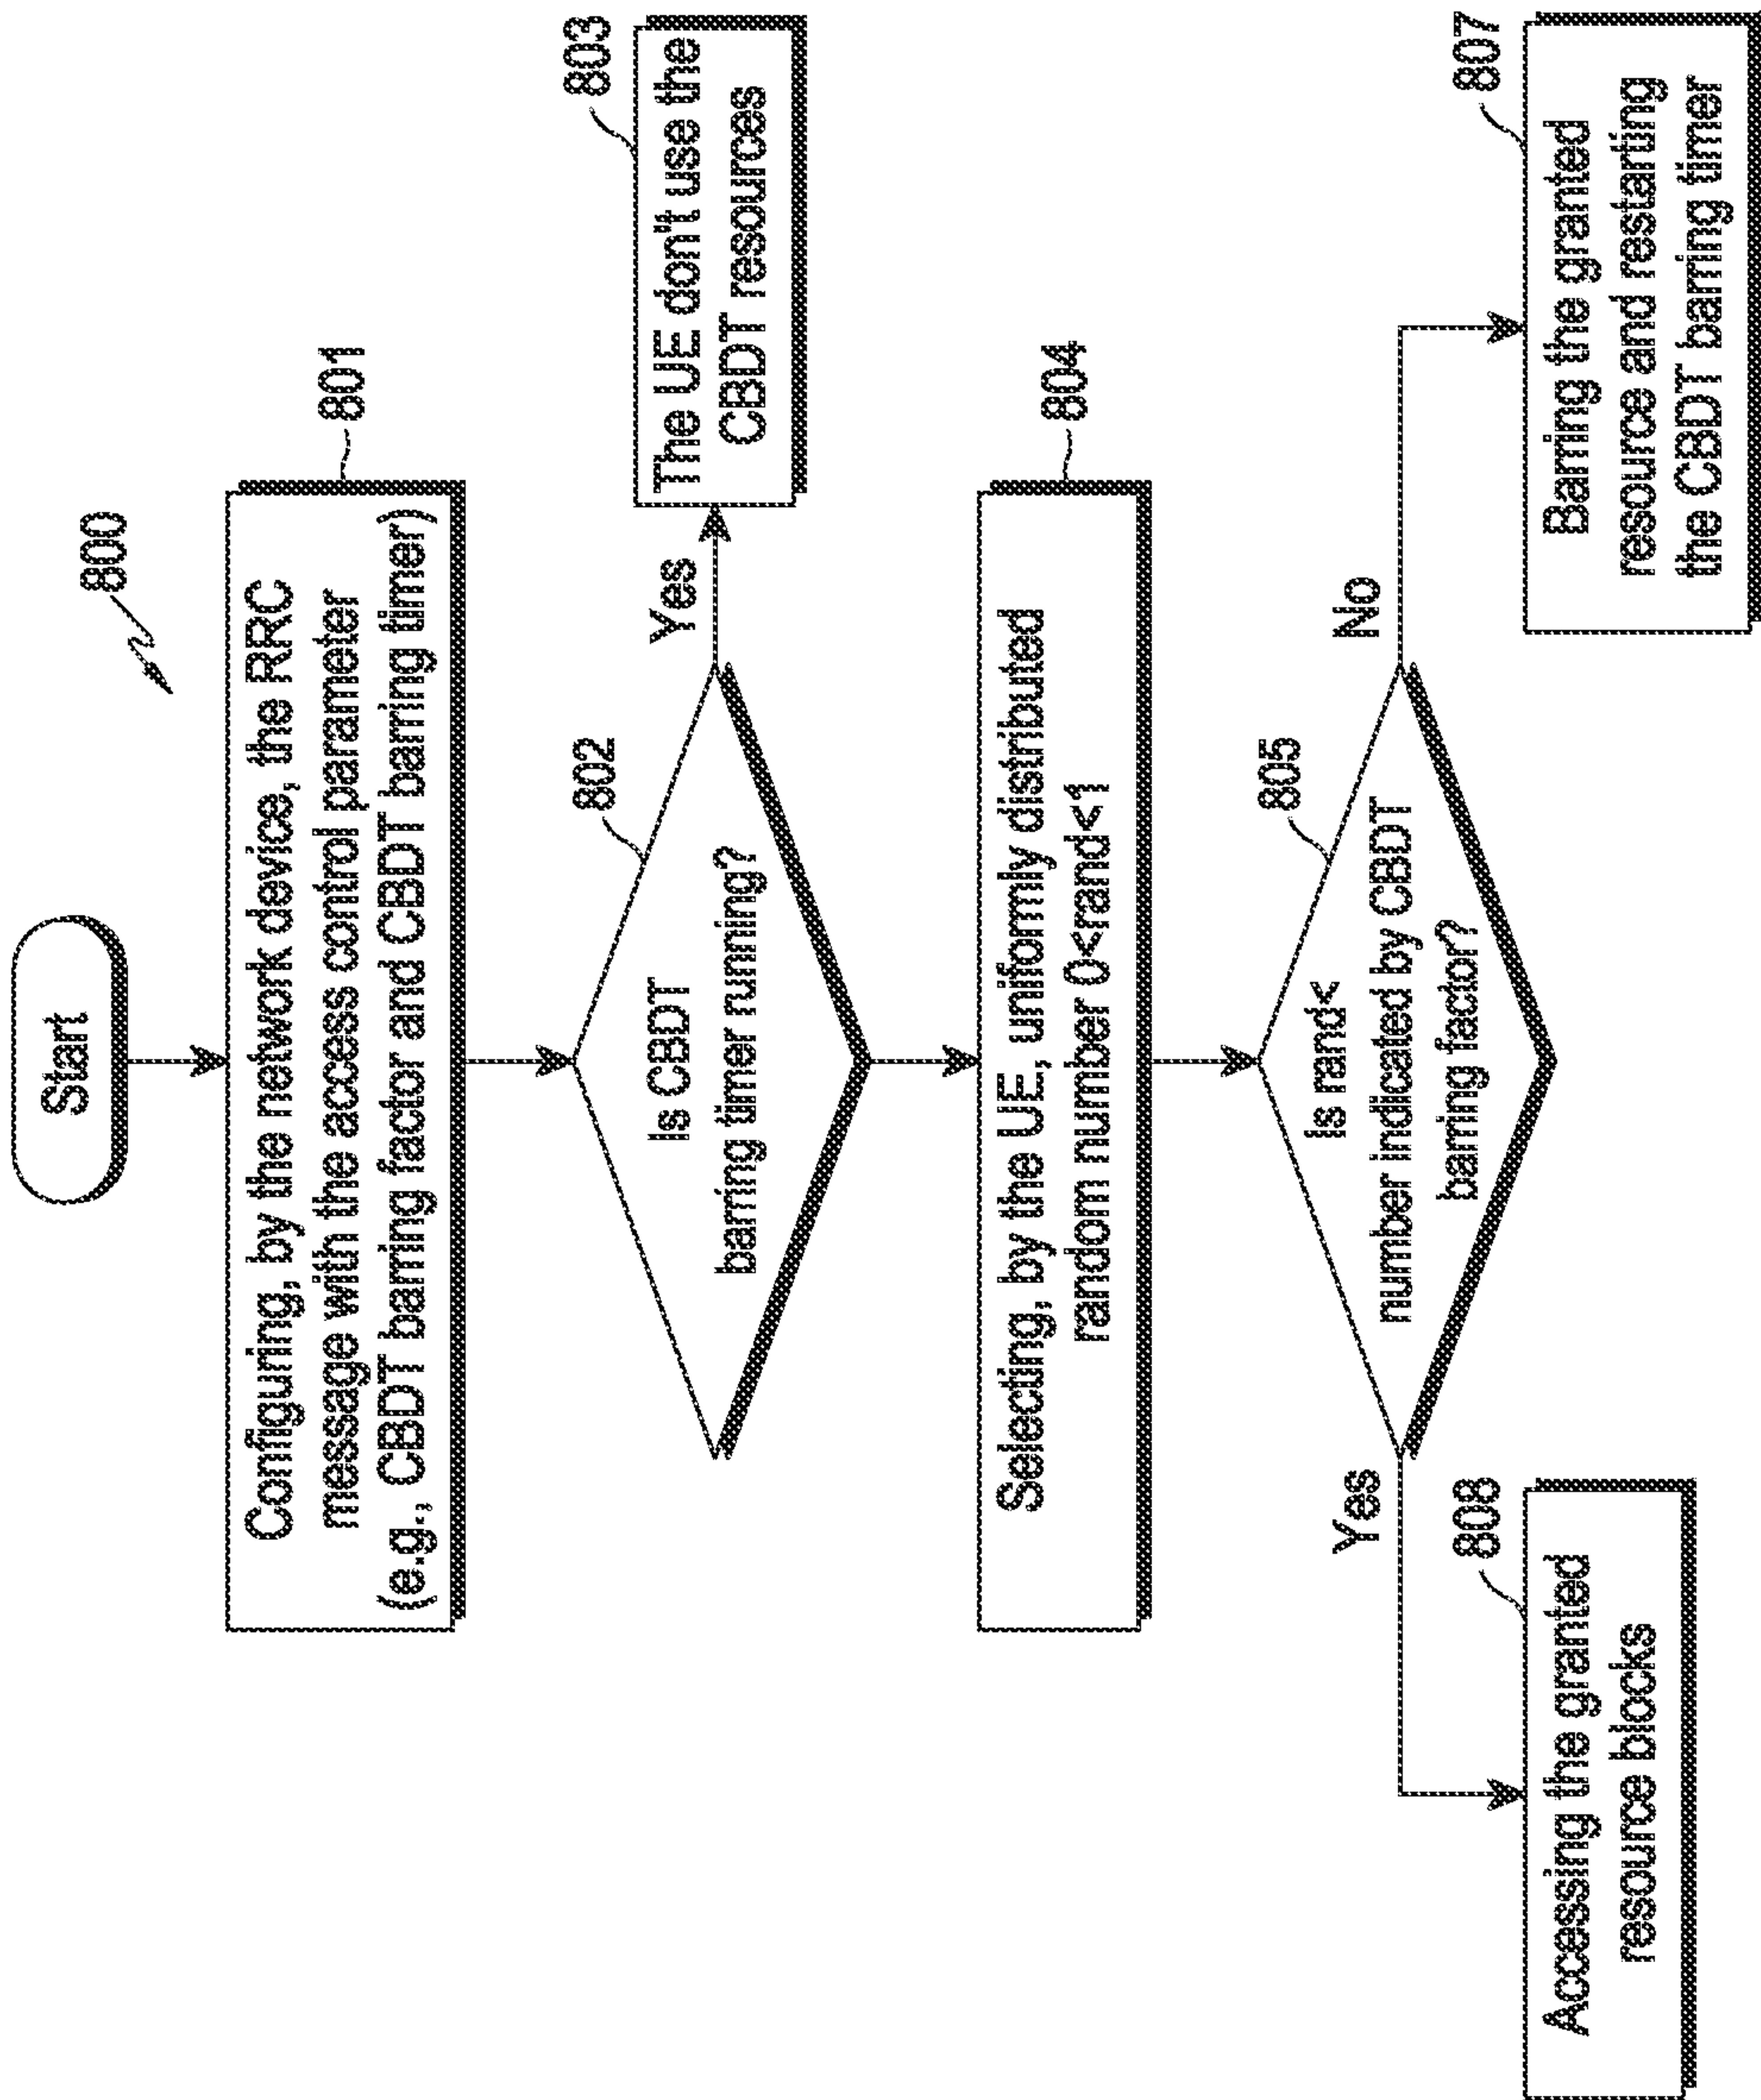 800
Start
Configuring, by the network device, the RRC
message with the access control parameter
(e.g., CBDT barring factor and CBDT barring timer)
801
Is CBDT
barring timer running?
802
Yes
The UE don't use the
CBDT resources
803
Selecting, by the UE, uniformly distributed
random number 0<rand<1
804
Is rand<
number indicated by CBDT
barring factor?
805
Yes
No
Accessing the granted
resource blocks
808
Barring the granted
resource and restarting
the CBDT barring timer
807